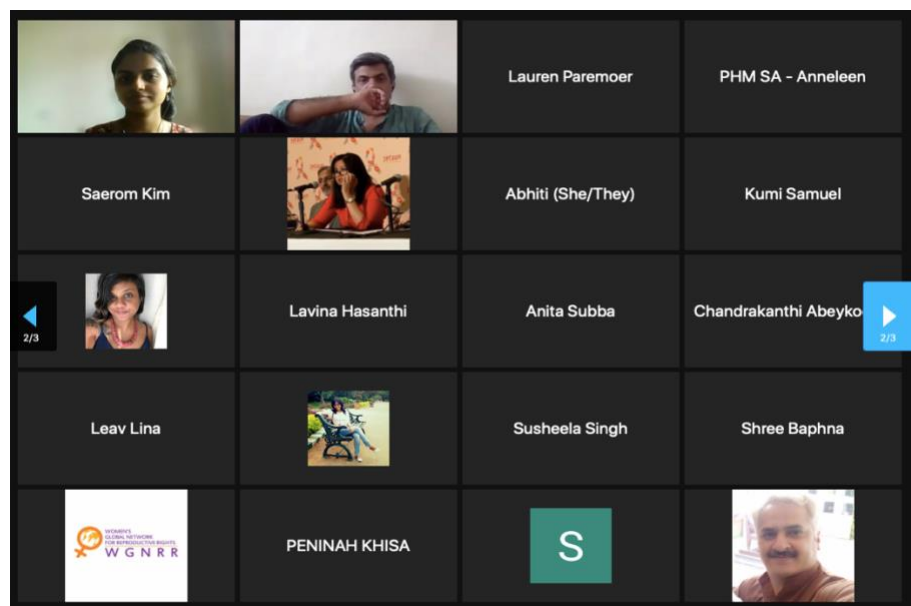 Lauren Paremoer
PHM SA - Anneleen
Saerom Kim
Abhiti (She/They)
Kumi Samuel
Lavina Hasanthi
Anita Subba
Chandrakanthi Abeyko
2/3
2/3
Leav Lina
Susheela Singh
Shree Baphna
WOMEN'S
GLOBAL NETWORK
FOR REPRODUCTIVE RIGHTS
WGNRR
PENINAH KHISA
S